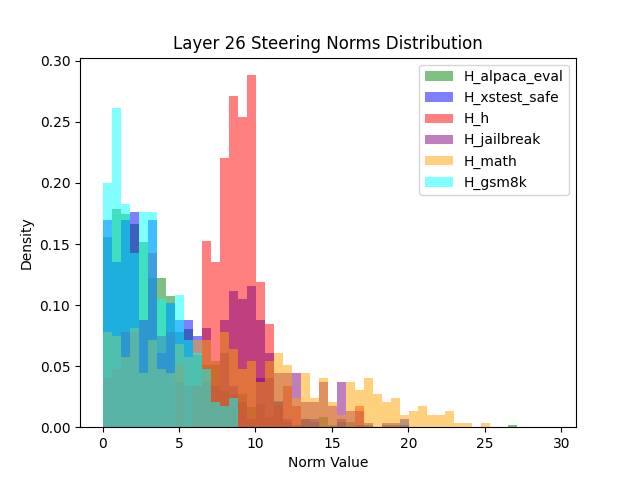 Layer 26 Steering Norms Distribution
H_alpaca_eval
H_xstest_safe
H_h
H_jailbreak
H_math
H_gsm8k
0.30
0.25
0.20
0.15
0.10
0.05
0.00
Density
0 5 10 15 20 25 30
Norm Value